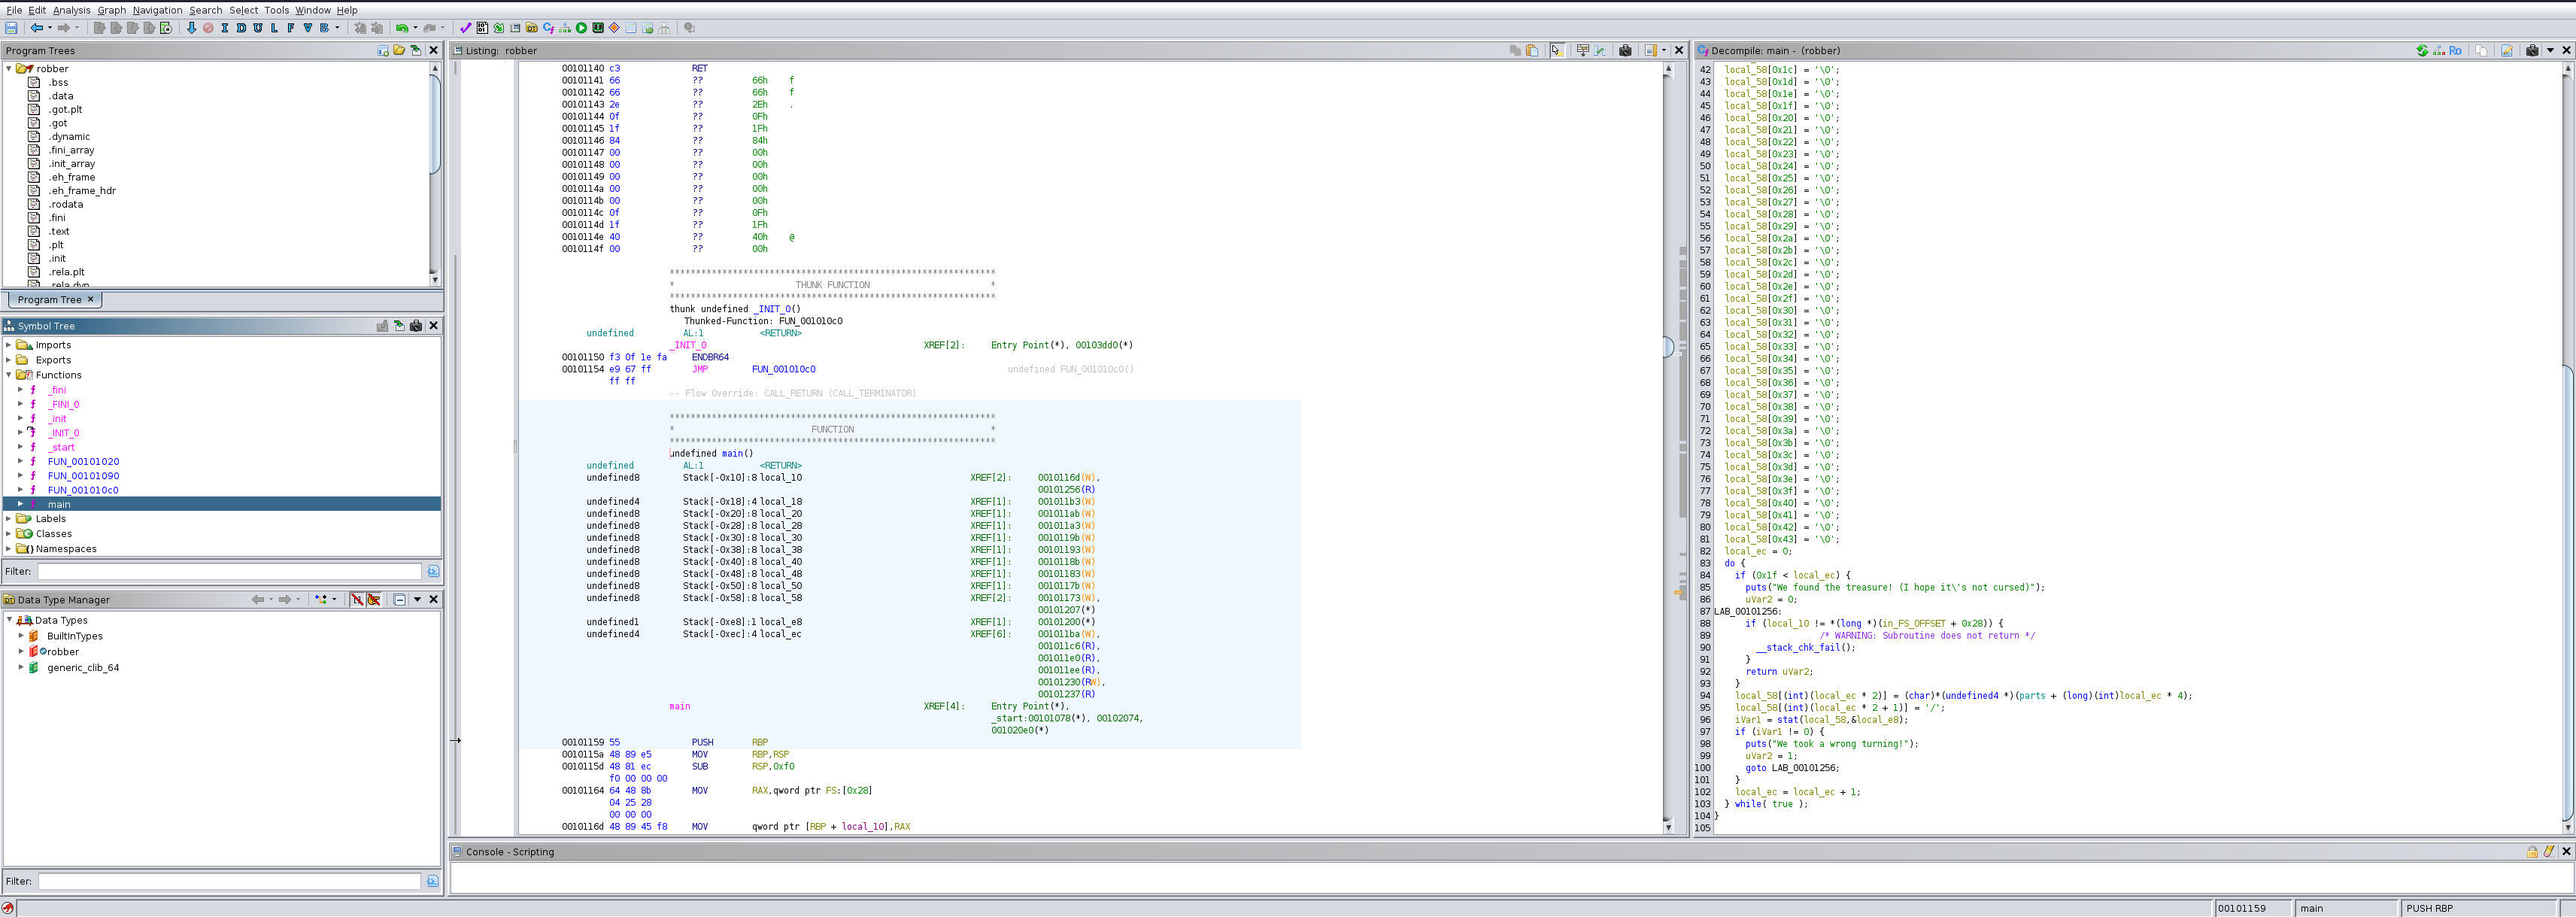 File Edit Analysis Graph Navigation Search Select Tools Window Help
I D U L F V B
Program Trees
robber
.bss
.data
.got.plt
.got
.dynamic
.fini_array
.init_array
.eh_frame
.eh_frame_hdr
.rodata
.fini
.text
.plt
.init
.rela.plt
.rela.dyn
Program Tree
Symbol Tree
Imports
Exports
Functions
_fini
_FINI_0
_init
_INIT_0
_start
FUN_00101020
FUN_00101090
FUN_001010c0
main
Labels
Classes
Namespaces
Filter:
Data Type Manager
Data Types
BuiltInTypes
robber
generic_clib_64
Filter:
Listing: robber
00101140 c3 RET
00101141 66 ?? 66h f
00101142 66 ?? 66h f
00101143 2e ?? 2Eh .
00101144 0f ?? 0Fh
00101145 1f ?? 1Fh
00101146 84 ?? 84h
00101147 00 ?? 00h
00101148 00 ?? 00h
00101149 00 ?? 00h
0010114a 00 ?? 00h
0010114b 00 ?? 00h
0010114c 0f ?? 0Fh
0010114d 1f ?? 1Fh
0010114e 40 ?? 40h @
0010114f 00 ?? 00h
**************************************************************
* THUNK FUNCTION *
**************************************************************
thunk undefined _INIT_0()
Thunked-Function: FUN_001010c0
undefined AL:1 <RETURN>
_INIT_0 XREF[2]: Entry Point(*), 00103dd0(*)
00101150 f3 0f 1e fa ENDBR64
00101154 e9 67 ff JMP FUN_001010c0 undefined FUN_001010c0()
ff ff
-- Flow Override: CALL_RETURN (CALL_TERMINATOR)
**************************************************************
* FUNCTION *
**************************************************************
undefined main()
undefined AL:1 <RETURN>
undefined8 Stack[-0x10]:8 local_10 XREF[2]: 0010116d(W),
00101256(R)
undefined4 Stack[-0x18]:4 local_18 XREF[1]: 001011b3(W)
undefined8 Stack[-0x20]:8 local_20 XREF[1]: 001011ab(W)
undefined8 Stack[-0x28]:8 local_28 XREF[1]: 001011a3(W)
undefined8 Stack[-0x30]:8 local_30 XREF[1]: 0010119b(W)
undefined8 Stack[-0x38]:8 local_38 XREF[1]: 00101193(W)
undefined8 Stack[-0x40]:8 local_40 XREF[1]: 0010118b(W)
undefined8 Stack[-0x48]:8 local_48 XREF[1]: 00101183(W)
undefined8 Stack[-0x50]:8 local_50 XREF[1]: 0010117b(W)
undefined8 Stack[-0x58]:8 local_58 XREF[2]: 00101173(W),
00101207(*)
undefined1 Stack[-0xe8]:1 local_e8 XREF[1]: 00101200(*)
undefined4 Stack[-0xec]:4 local_ec XREF[6]: 001011ba(W),
001011c6(R),
001011e0(R),
001011ee(R),
00101230(RW),
00101237(R)
main XREF[4]: Entry Point(*),
_start:00101078(*), 00102074,
001020e0(*)
00101159 55 PUSH RBP
0010115a 48 89 e5 MOV RBP,RSP
0010115d 48 81 ec SUB RSP,0xf0
f0 00 00 00
00101164 64 48 8b MOV RAX,qword ptr FS:[0x28]
04 25 28
00 00 00
0010116d 48 89 45 f8 MOV qword ptr [RBP + local_10],RAX
Decompile: main - (robber)
Ro
42 local_58[0x1c] = '\0';
43 local_58[0x1d] = '\0';
44 local_58[0x1e] = '\0';
45 local_58[0x1f] = '\0';
46 local_58[0x20] = '\0';
47 local_58[0x21] = '\0';
48 local_58[0x22] = '\0';
49 local_58[0x23] = '\0';
50 local_58[0x24] = '\0';
51 local_58[0x25] = '\0';
52 local_58[0x26] = '\0';
53 local_58[0x27] = '\0';
54 local_58[0x28] = '\0';
55 local_58[0x29] = '\0';
56 local_58[0x2a] = '\0';
57 local_58[0x2b] = '\0';
58 local_58[0x2c] = '\0';
59 local_58[0x2d] = '\0';
60 local_58[0x2e] = '\0';
61 local_58[0x2f] = '\0';
62 local_58[0x30] = '\0';
63 local_58[0x31] = '\0';
64 local_58[0x32] = '\0';
65 local_58[0x33] = '\0';
66 local_58[0x34] = '\0';
67 local_58[0x35] = '\0';
68 local_58[0x36] = '\0';
69 local_58[0x37] = '\0';
70 local_58[0x38] = '\0';
71 local_58[0x39] = '\0';
72 local_58[0x3a] = '\0';
73 local_58[0x3b] = '\0';
74 local_58[0x3c] = '\0';
75 local_58[0x3d] = '\0';
76 local_58[0x3e] = '\0';
77 local_58[0x3f] = '\0';
78 local_58[0x40] = '\0';
79 local_58[0x41] = '\0';
80 local_58[0x42] = '\0';
81 local_58[0x43] = '\0';
82 local_ec = 0;
83 do {
84 if (0x1f < local_ec) {
85 puts("We found the treasure! (I hope it\'s not cursed)");
86 uVar2 = 0;
87 LAB_00101256:
88 if (local_10 != *(long *)(in_FS_OFFSET + 0x28)) {
89 /* WARNING: Subroutine does not return */
90 __stack_chk_fail();
91 }
92 return uVar2;
93 }
94 local_58[(int)(local_ec * 2)] = (char)*(undefined4 *)(parts + (long)(int)local_ec * 4);
95 local_58[(int)(local_ec * 2 + 1)] = '/';
96 iVar1 = stat(local_58,&local_e8);
97 if (iVar1 != 0) {
98 puts("We took a wrong turning!");
99 uVar2 = 1;
100 goto LAB_00101256;
101 }
102 local_ec = local_ec + 1;
103 } while( true );
104 }
105
Console - Scripting
00101159 main PUSH RBP